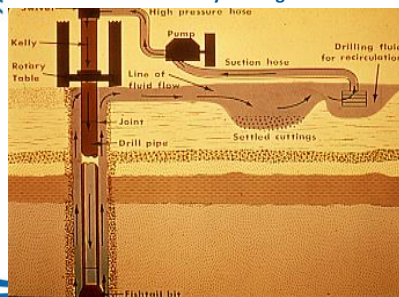 Swivel
High pressure hose
Pump
Kelly
Drilling fluid
for recirculation
Suction hose
Rotary
Table
Line of
fluid flow
Joint
Settled cuttings
Drill pipe
Fishtail bit